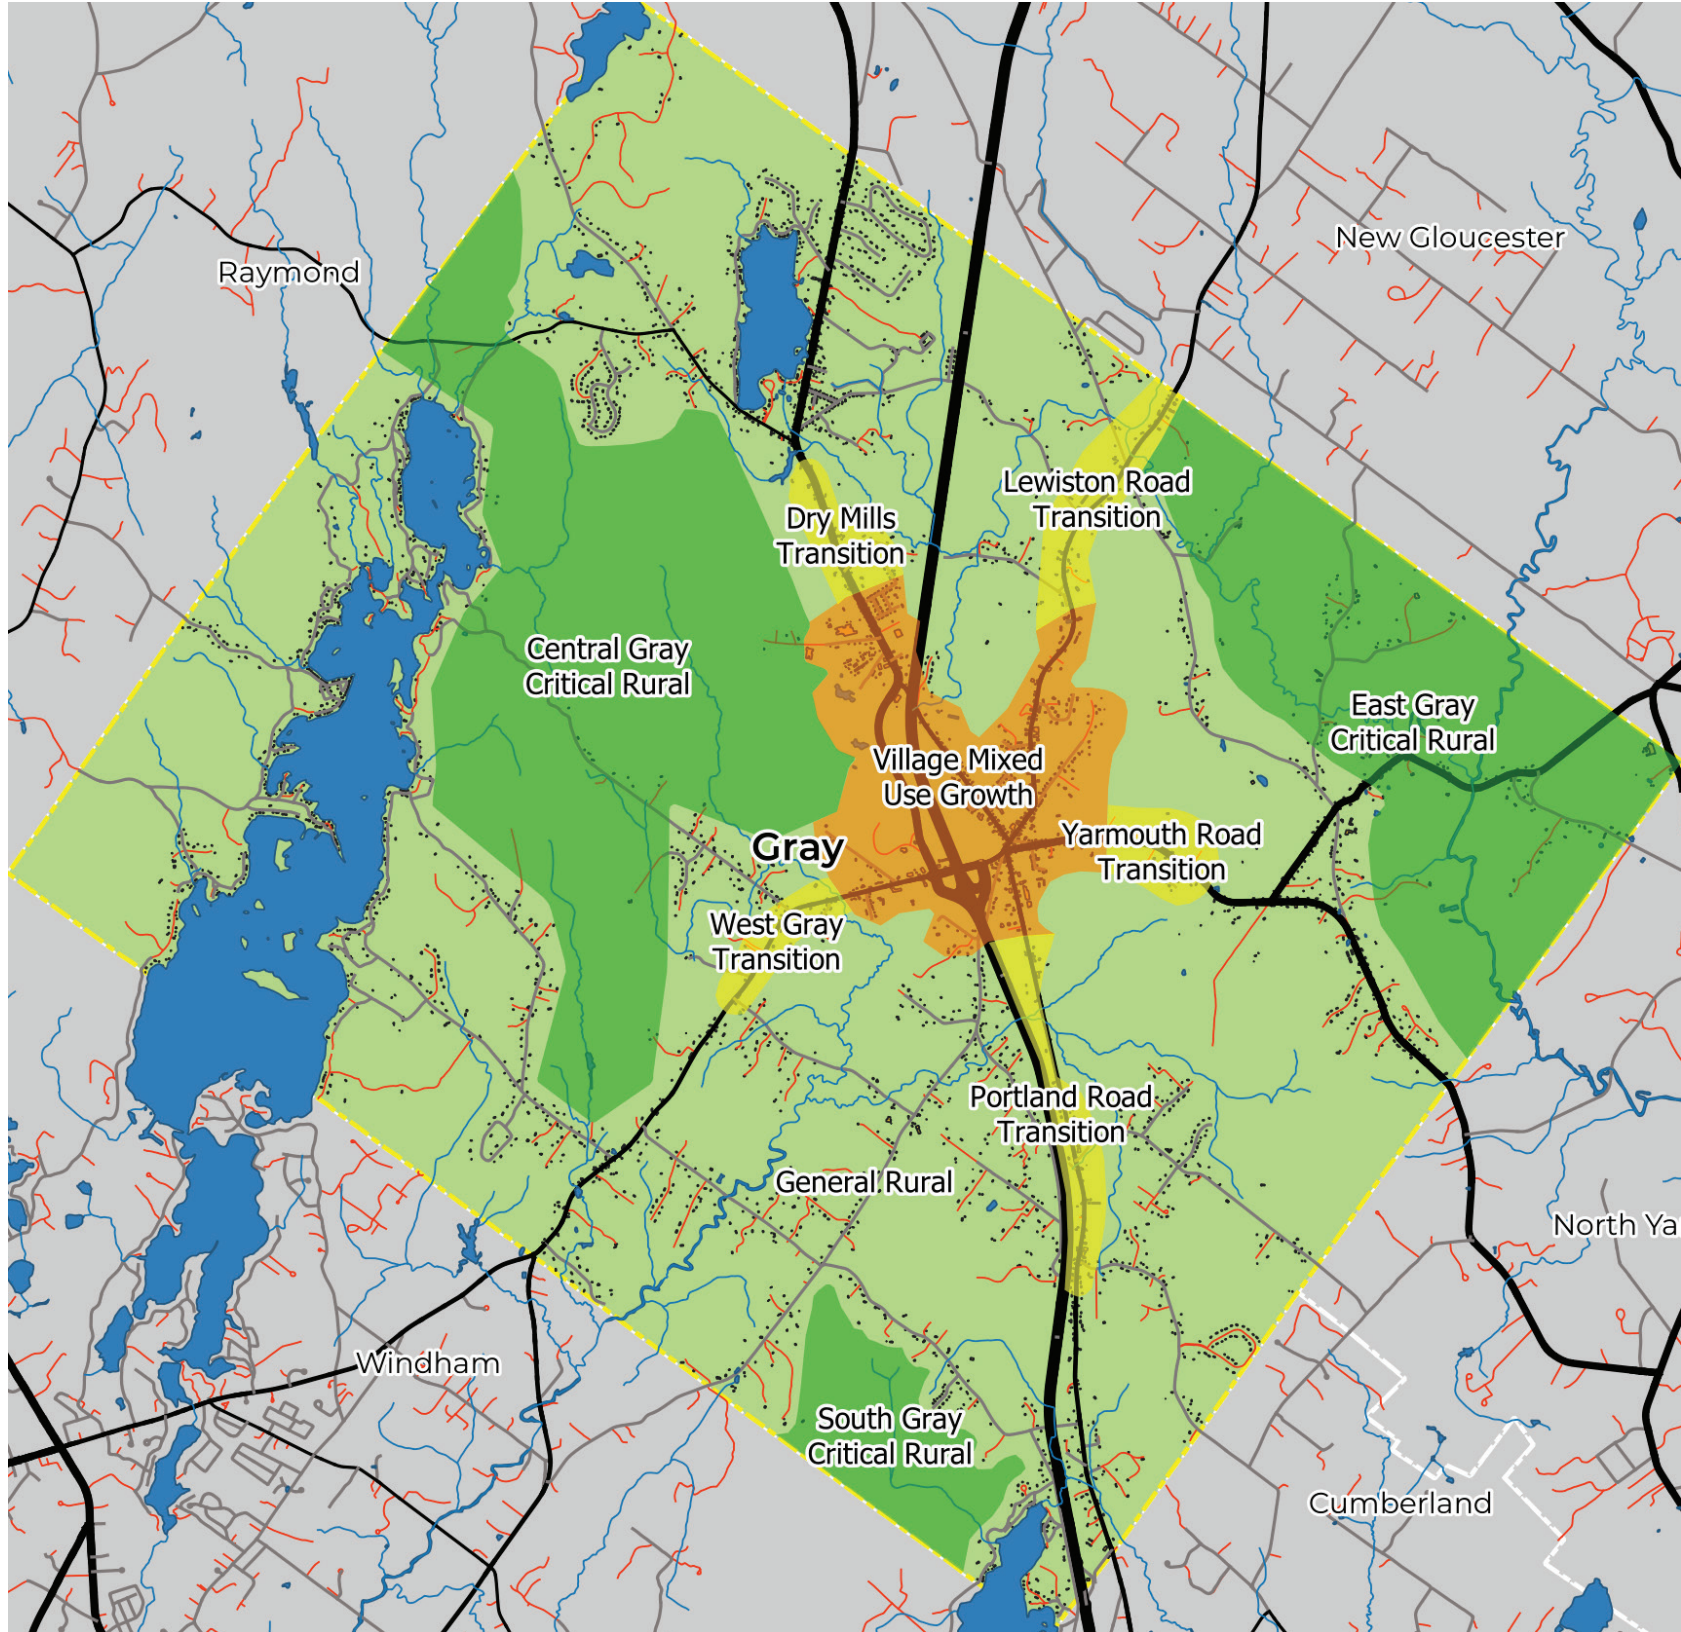 New Gloucester
Raymond
Lewiston Road
Transition
Dry Mills
Transition
Central Gray
Critical Rural
East Gray
Critical Rural
Village Mixed
Use Growth
Gray
Yarmouth Road
Transition
West Gray
Transition
Portland Road
Transition
General Rural
North Ya
Windham
South Gray
Critical Rural
Cumberland